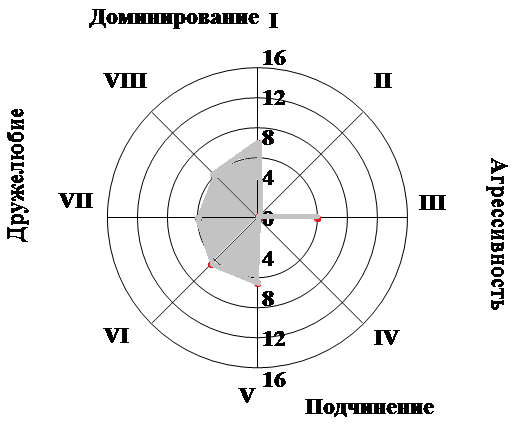 Доминирование I
16
VIII
II
12
8
Дружелюбие
4
VII
0
III
Агрессивность
4
8
VI
12
IV
16
V
Подчинение